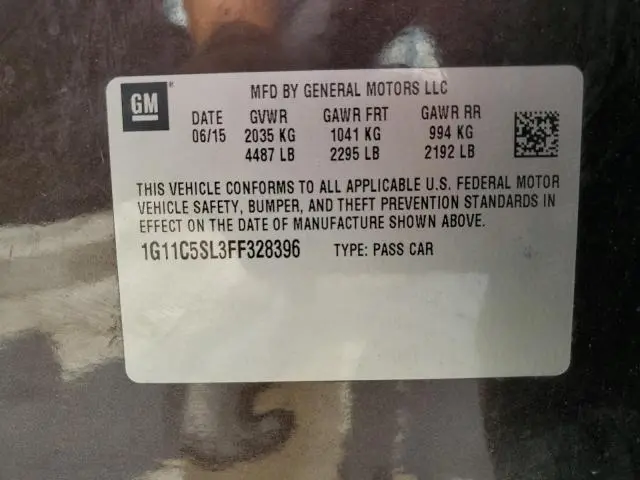 GM
MFD BY GENERAL MOTORS LLC
DATE GVWR GAWR FRT GAWR RR
06/15 2035 KG 1041 KG 994 KG
4487 LB 2295 LB 2192 LB
THIS VEHICLE CONFORMS TO ALL APPLICABLE U.S. FEDERAL MOTOR
VEHICLE SAFETY, BUMPER, AND THEFT PREVENTION STANDARDS IN
EFFECT ON THE DATE OF MANUFACTURE SHOWN ABOVE.
1G11C5SL3FF328396 TYPE: PASS CAR